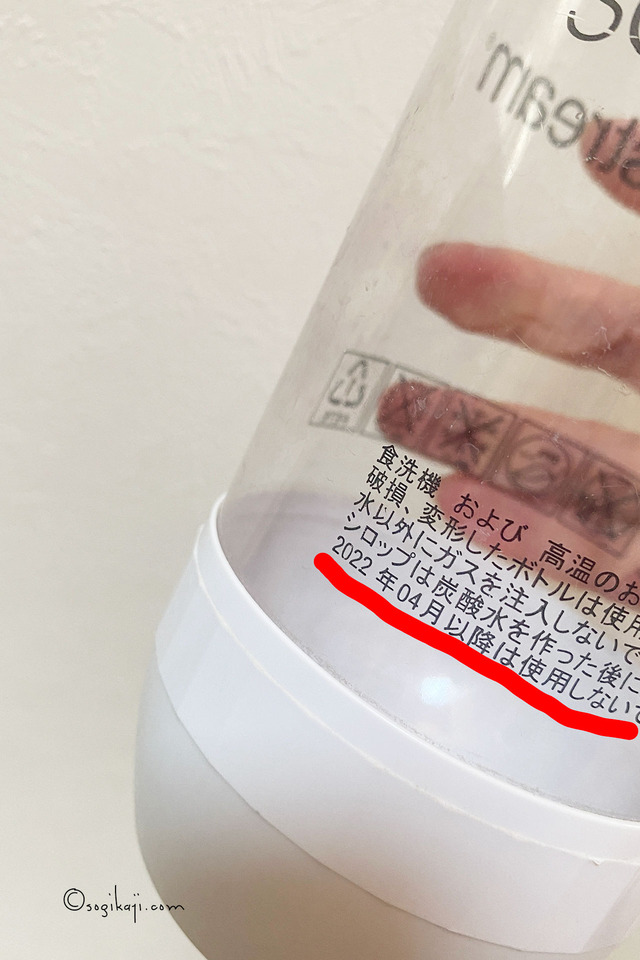 so
stream
食洗機 および 高温のお
破損、変形したボトルは使用
水以外にガスを注入しないで
シロップは炭酸水を作った後に
2022 年04月以降は使用しないで
©sogikaji.com